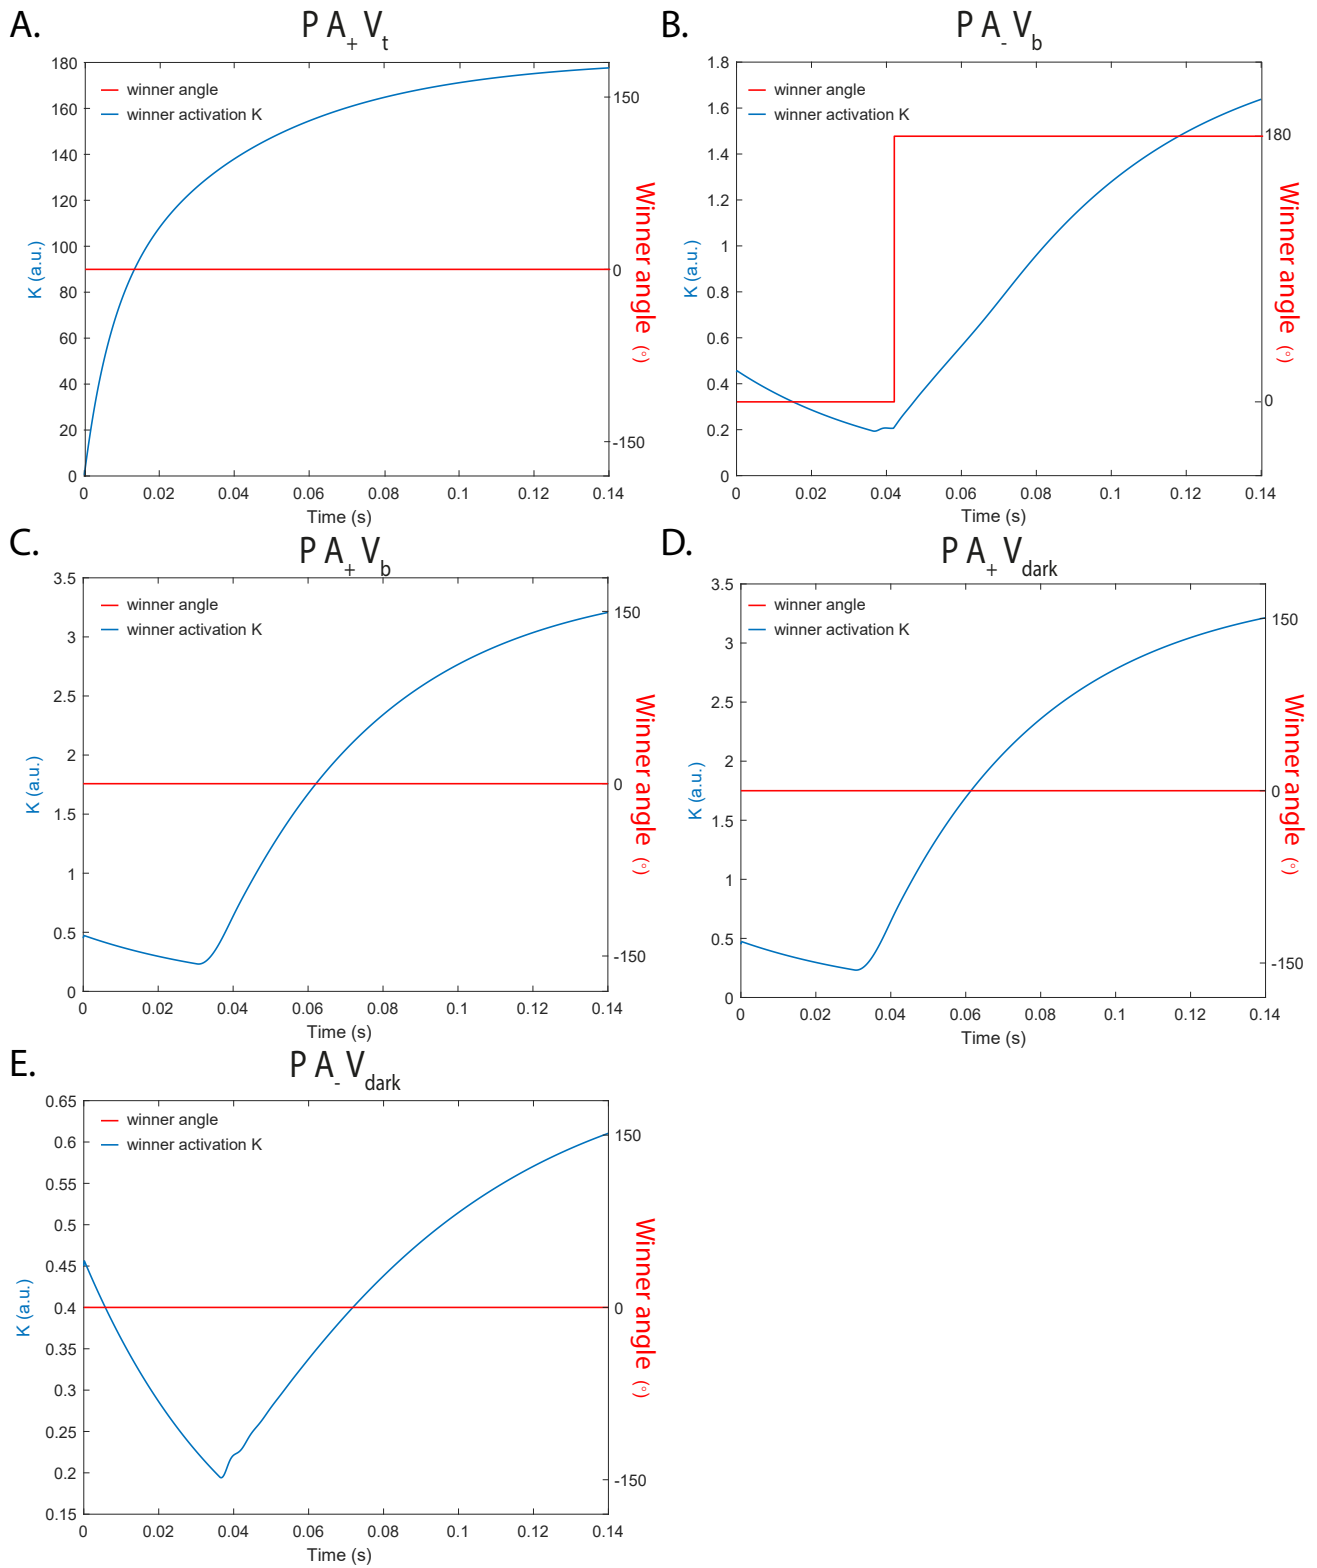 A.
P A+ Vt
winner angle
winner activation K
180
160
140
120
100
80
60
40
20
0
K (a.u.)
150
0
-150
Winner angle (°)
0 0.02 0.04 0.06 0.08 0.1 0.12 0.14
Time (s)
B.
P A- Vb
winner angle
winner activation K
1.8
1.6
1.4
1.2
1
0.8
0.6
0.4
0.2
0
K (a.u.)
180
0
Winner angle (°)
0 0.02 0.04 0.06 0.08 0.1 0.12 0.14
Time (s)
C.
P A+ Vb
winner angle
winner activation K
3.5
3
2.5
2
1.5
1
0.5
0
K (a.u.)
150
0
-150
Winner angle (°)
0 0.02 0.04 0.06 0.08 0.1 0.12 0.14
Time (s)
D.
P A+ Vdark
winner angle
winner activation K
3.5
3
2.5
2
1.5
1
0.5
0
K (a.u.)
150
0
-150
Winner angle (°)
0 0.02 0.04 0.06 0.08 0.1 0.12 0.14
Time (s)
E.
P A- Vdark
winner angle
winner activation K
0.65
0.6
0.55
0.5
0.45
0.4
0.35
0.3
0.25
0.2
0.15
K (a.u.)
150
0
-150
Winner angle (°)
0 0.02 0.04 0.06 0.08 0.1 0.12 0.14
Time (s)